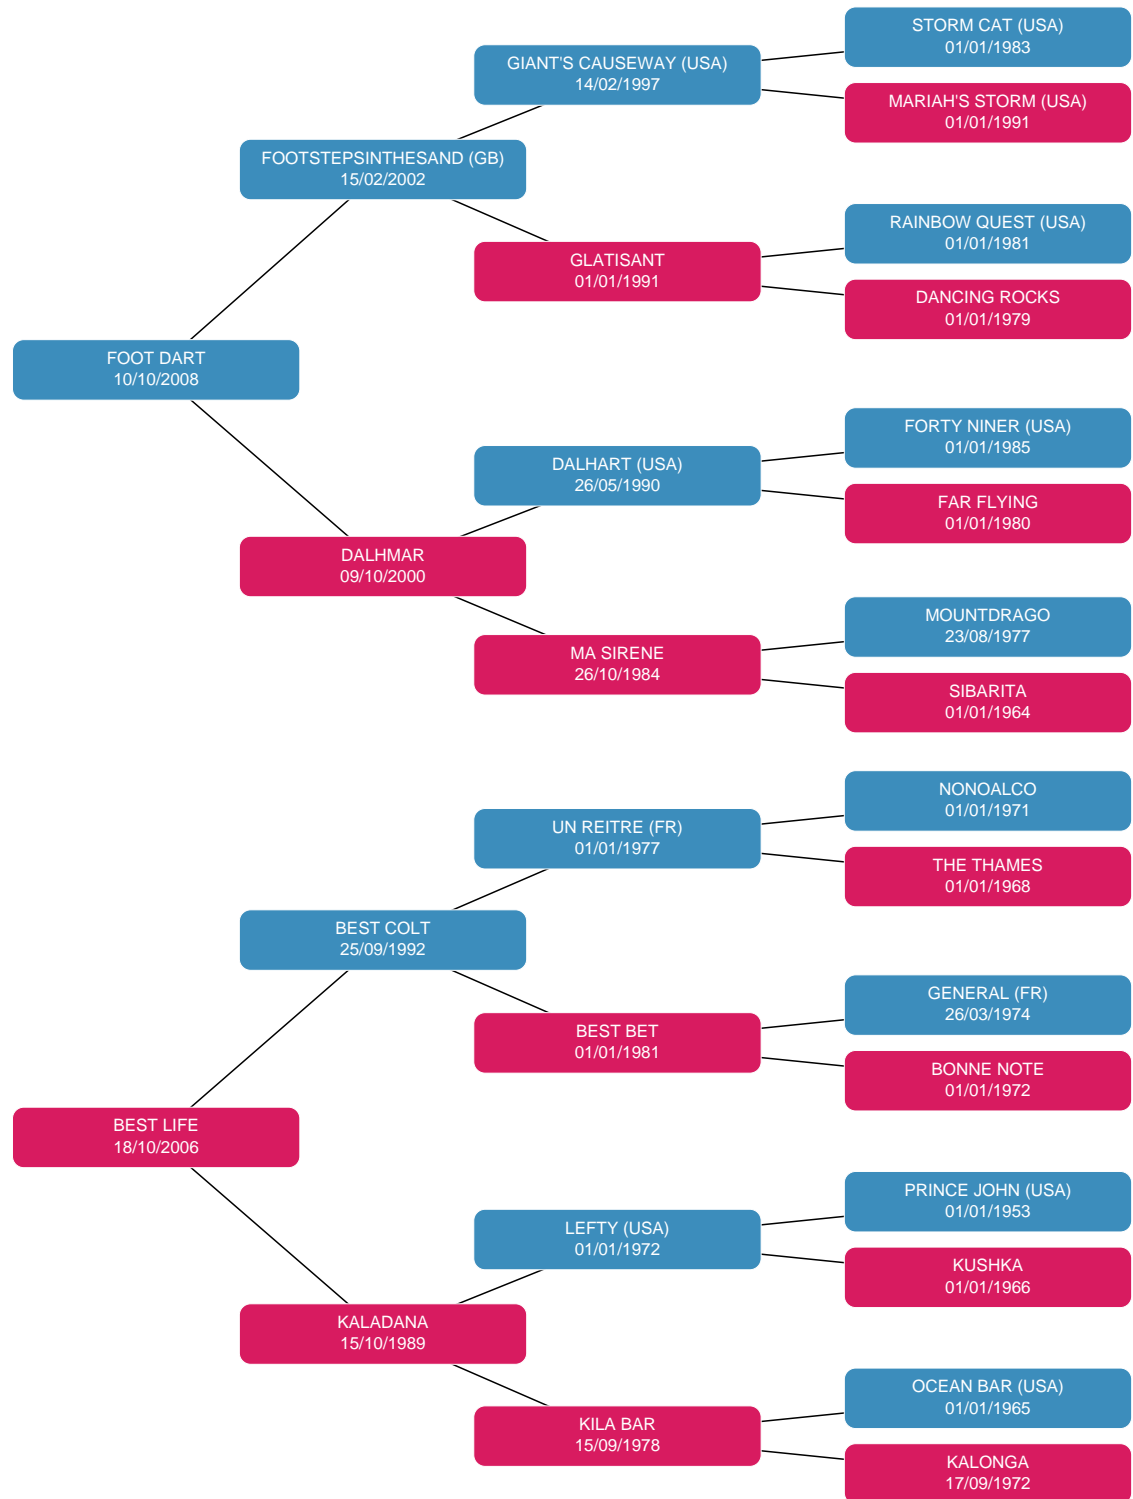 STORM CAT (USA)
01/01/1983
GIANT'S CAUSEWAY (USA)
14/02/1997
MARIAH'S STORM (USA)
01/01/1991
FOOTSTEPSINTHESAND (GB)
15/02/2002
RAINBOW QUEST (USA)
01/01/1981
GLATISANT
01/01/1991
DANCING ROCKS
01/01/1979
FOOT DART
10/10/2008
FORTY NINER (USA)
01/01/1985
DALHART (USA)
26/05/1990
FAR FLYING
01/01/1980
DALHMAR
09/10/2000
MOUNTDRAGO
23/08/1977
MA SIRENE
26/10/1984
SIBARITA
01/01/1964
NONOALCO
01/01/1971
UN REITRE (FR)
01/01/1977
THE THAMES
01/01/1968
BEST COLT
25/09/1992
GENERAL (FR)
26/03/1974
BEST BET
01/01/1981
BONNE NOTE
01/01/1972
BEST LIFE
18/10/2006
PRINCE JOHN (USA)
01/01/1953
LEFTY (USA)
01/01/1972
KUSHKA
01/01/1966
KALADANA
15/10/1989
OCEAN BAR (USA)
01/01/1965
KILA BAR
15/09/1978
KALONGA
17/09/1972